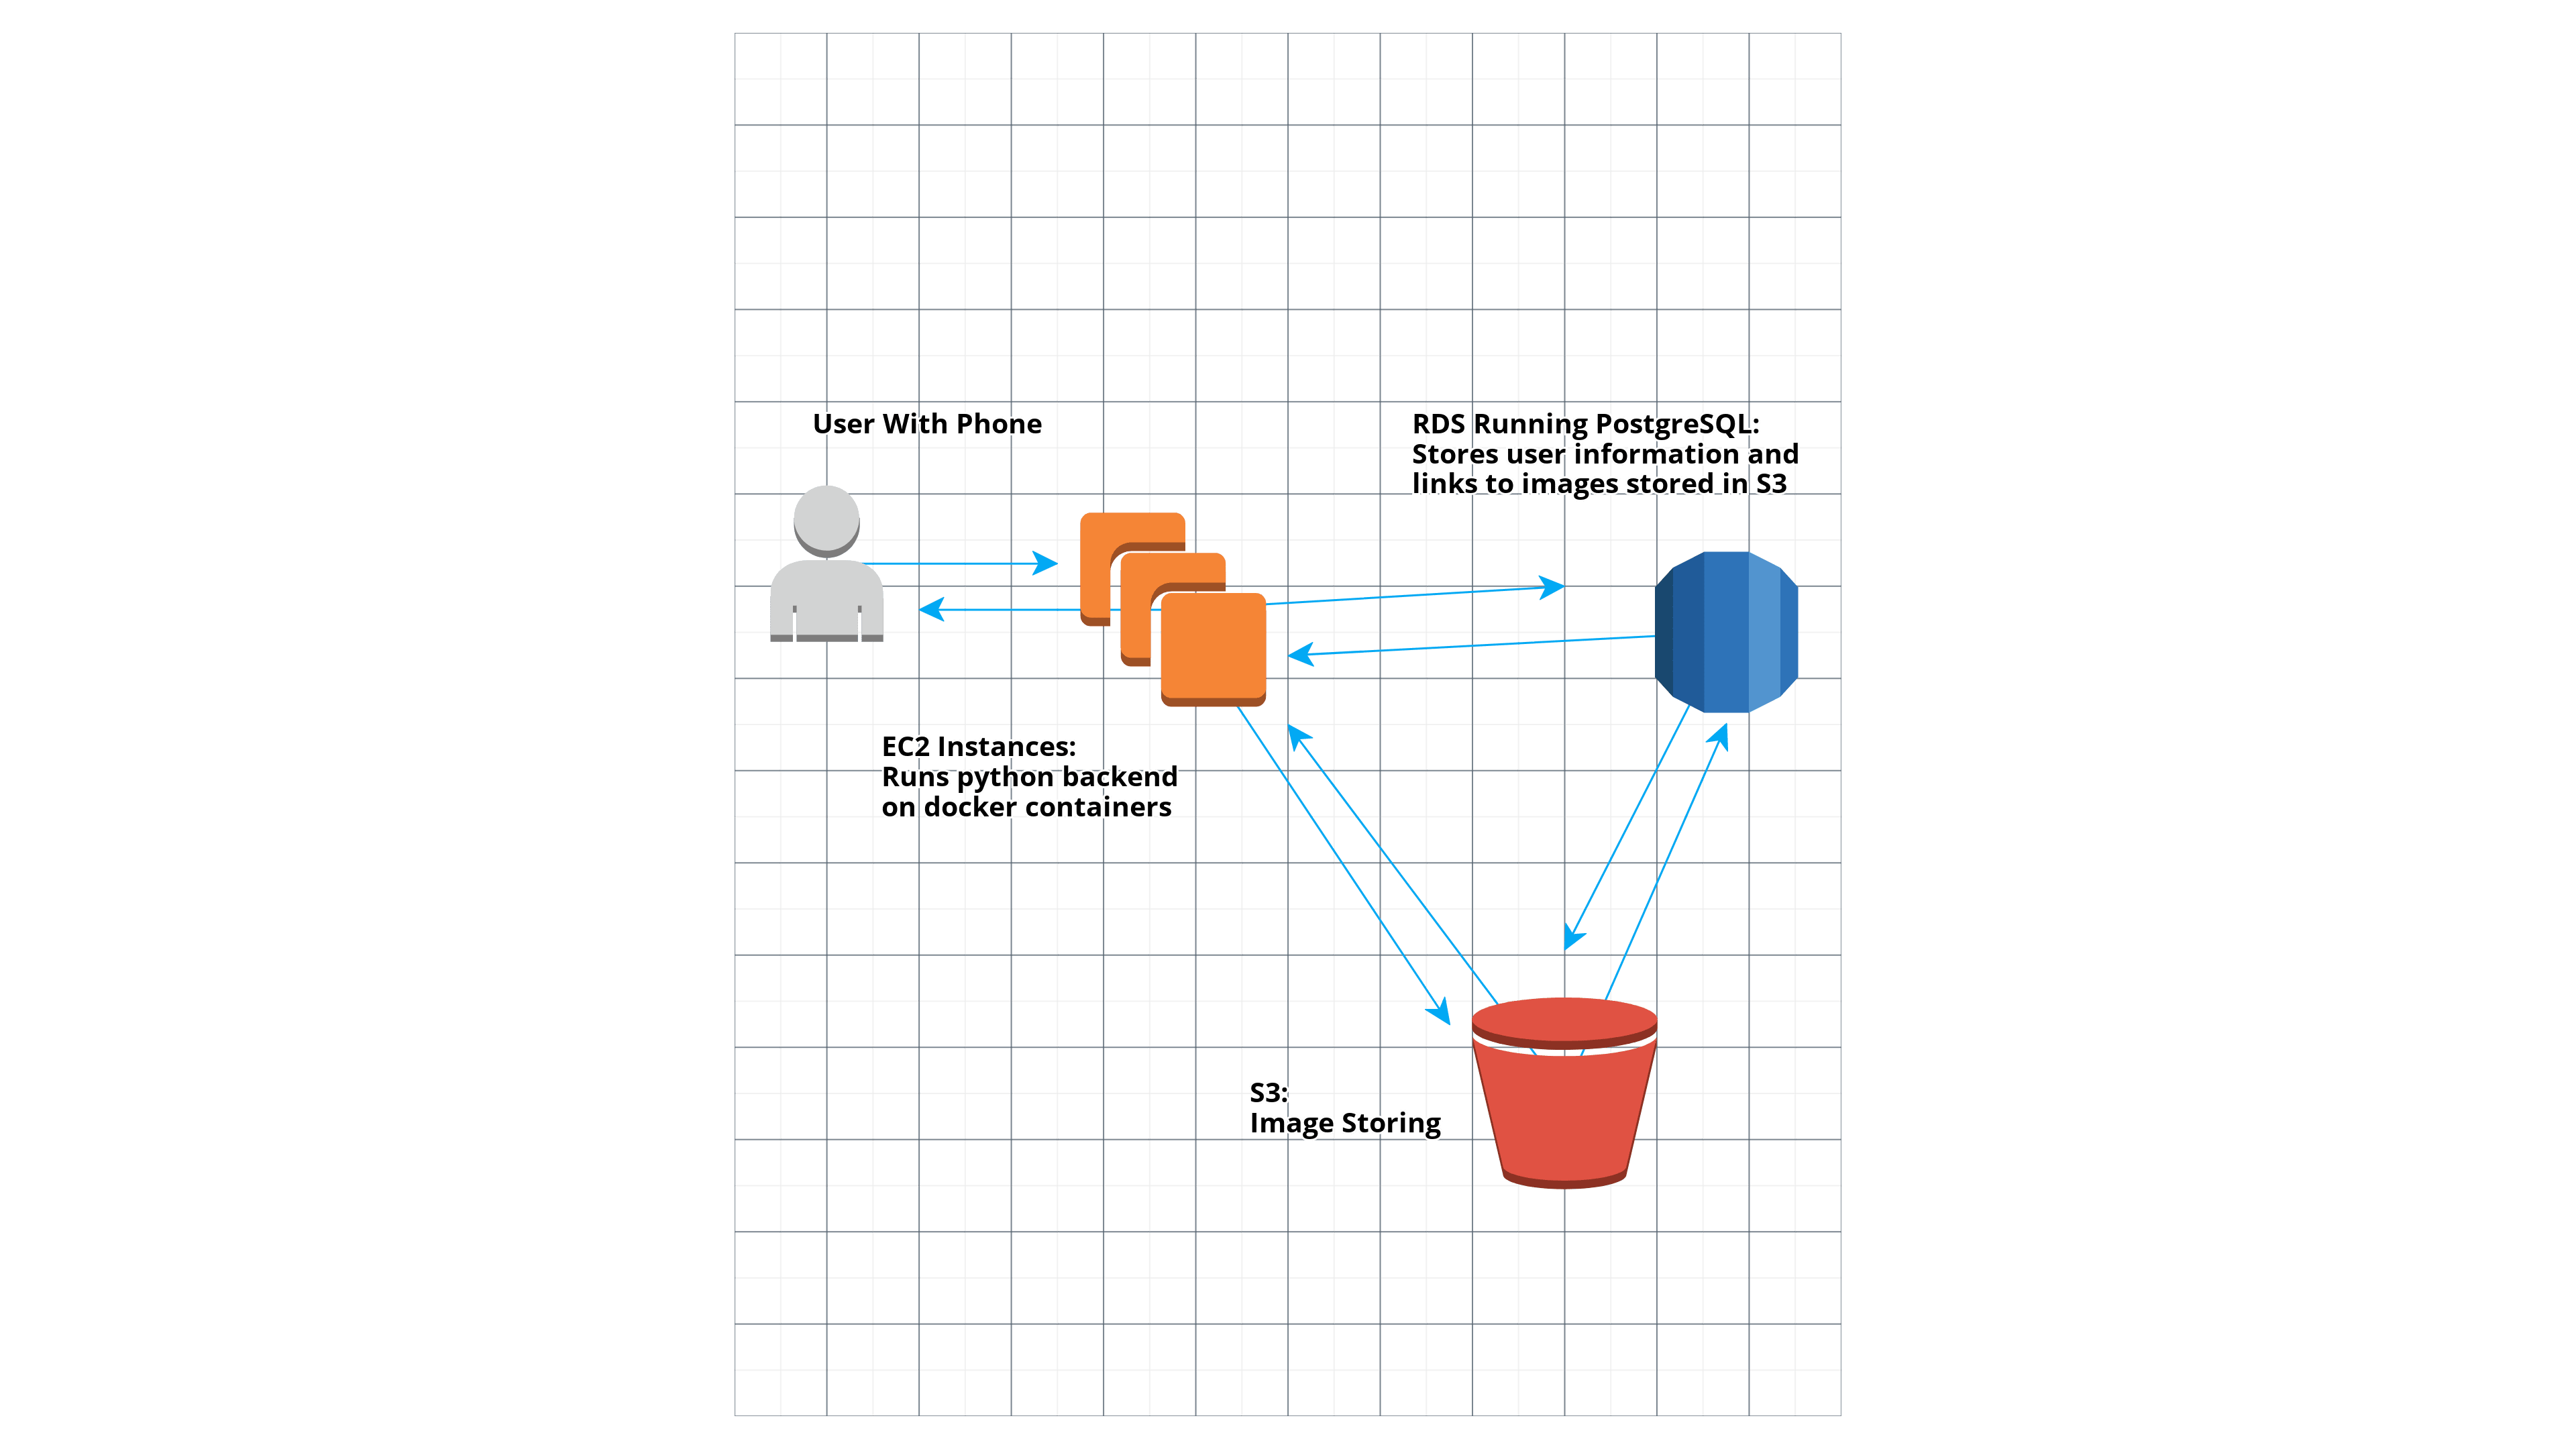 User With Phone
RDS Running PostgreSQL:
Stores user information and
links to images stored in S3
EC2 Instances:
Runs python backend
on docker containers
S3:
Image Storing